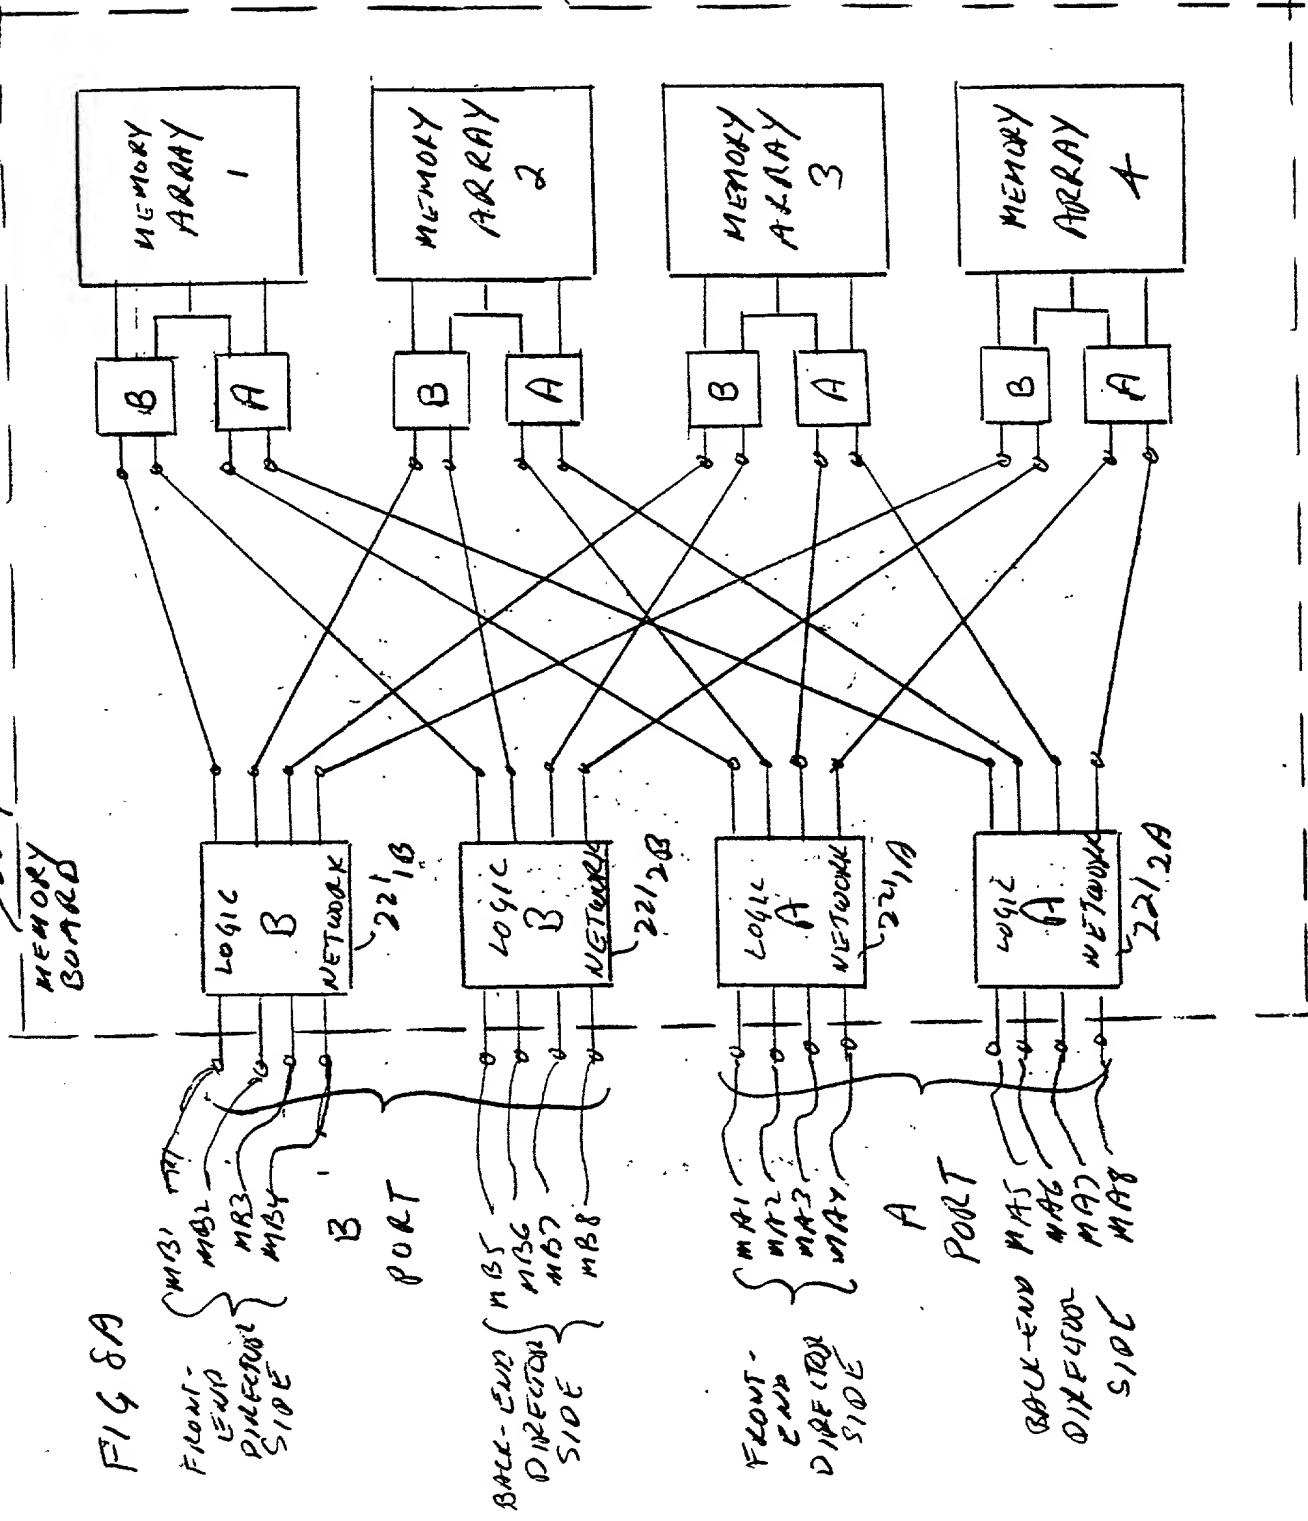 FIG 8A
MEMORY
BOARD
MEMORY
ARRAY
1
MEMORY
ARRAY
2
MEMORY
ARRAY
3
MEMORY
ARRAY
4
B
A
B
A
B
A
B
A
LOGIC
B
NETWORK
221 1B
LOGIC
B
NETWORK
221 2B
LOGIC
A
NETWORK
221 1A
LOGIC
A
NETWORK
221 2A
MB1
MB2
MB3
MB4
FRONT-
END
DIRECTOR
SIDE
B
PORT
MB5
MB6
MB7
MB8
BACK-END
DIRECTOR
SIDE
MA1
MA2
MA3
MA4
FRONT-
END
DIRECTOR
SIDE
A
PORT
MA5
MA6
MA7
MA8
BACK-END
DIRECTOR
SIDE